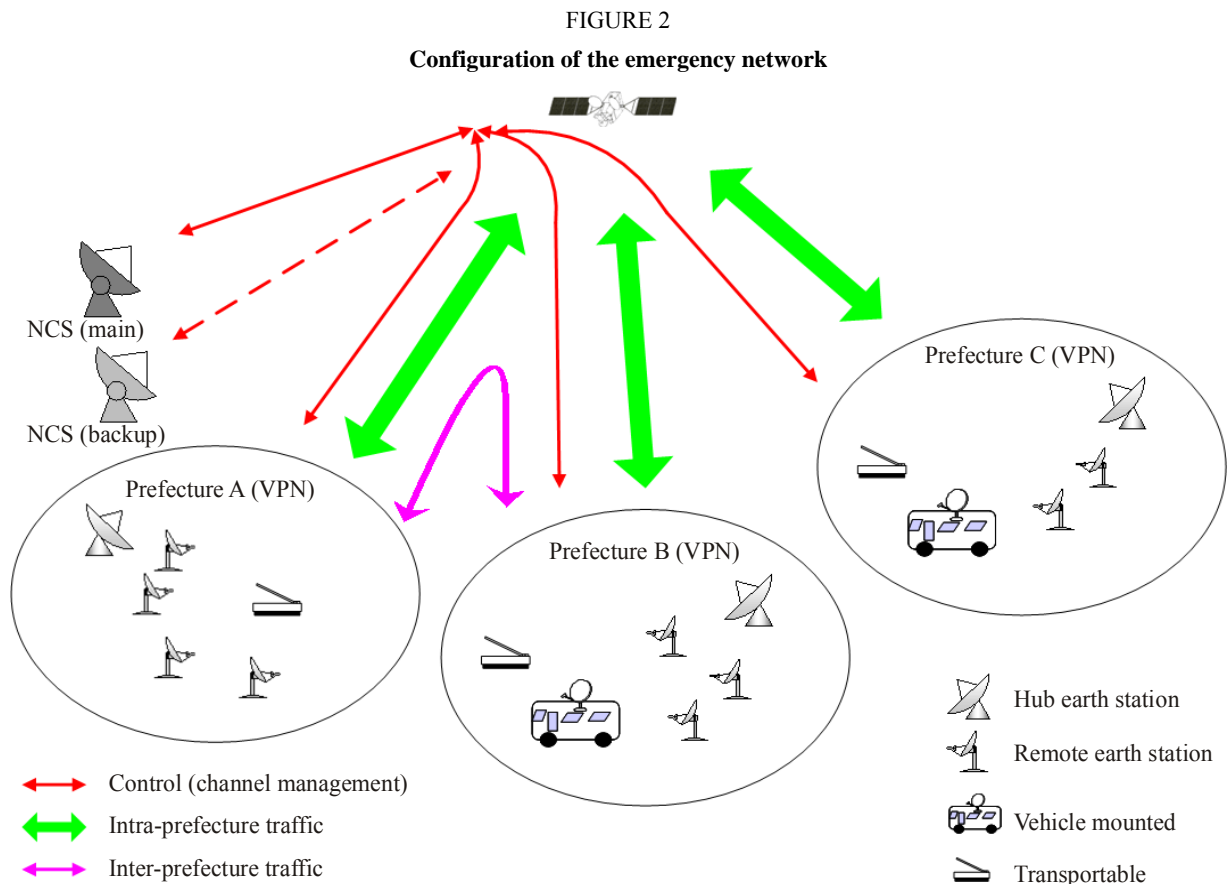 FIGURE 2
Configuration of the emergency network
NCS (main)
NCS (backup)
Prefecture A (VPN)
Prefecture B (VPN)
Prefecture C (VPN)
Control (channel management)
Intra-prefecture traffic
Inter-prefecture traffic
Hub earth station
Remote earth station
Vehicle mounted
Transportable